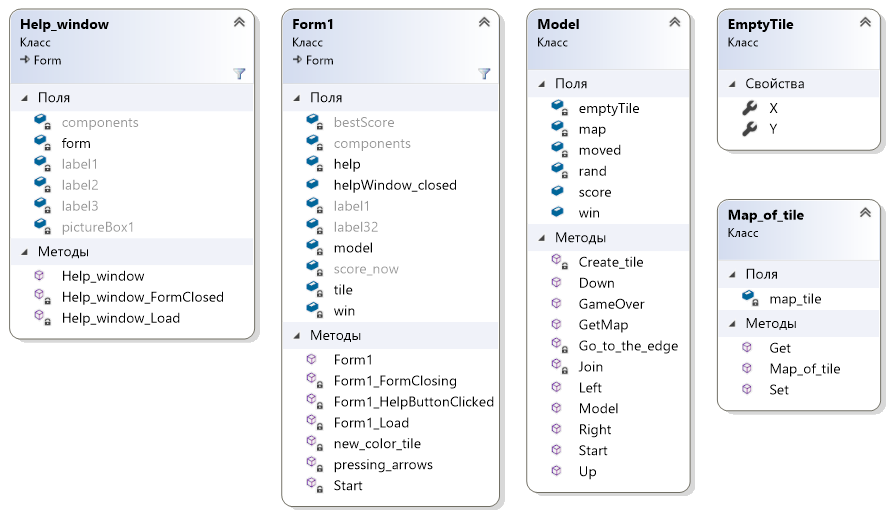 Help_window
Класс
Form
Поля
components
form
label1
label2
label3
pictureBox1
Методы
Help_window
Help_window_FormClosed
Help_window_Load
Form1
Класс
Form
Поля
bestScore
components
help
helpWindow_closed
label1
label32
model
score_now
tile
win
Методы
Form1
Form1_FormClosing
Form1_HelpButtonClicked
Form1_Load
new_color_tile
pressing_arrows
Start
Model
Класс
Поля
emptyTile
map
moved
rand
score
win
Методы
Create_tile
Down
GameOver
GetMap
Go_to_the_edge
Join
Left
Model
Right
Start
Up
EmptyTile
Класс
Свойства
X
Y
Map_of_tile
Класс
Поля
map_tile
Методы
Get
Map_of_tile
Set